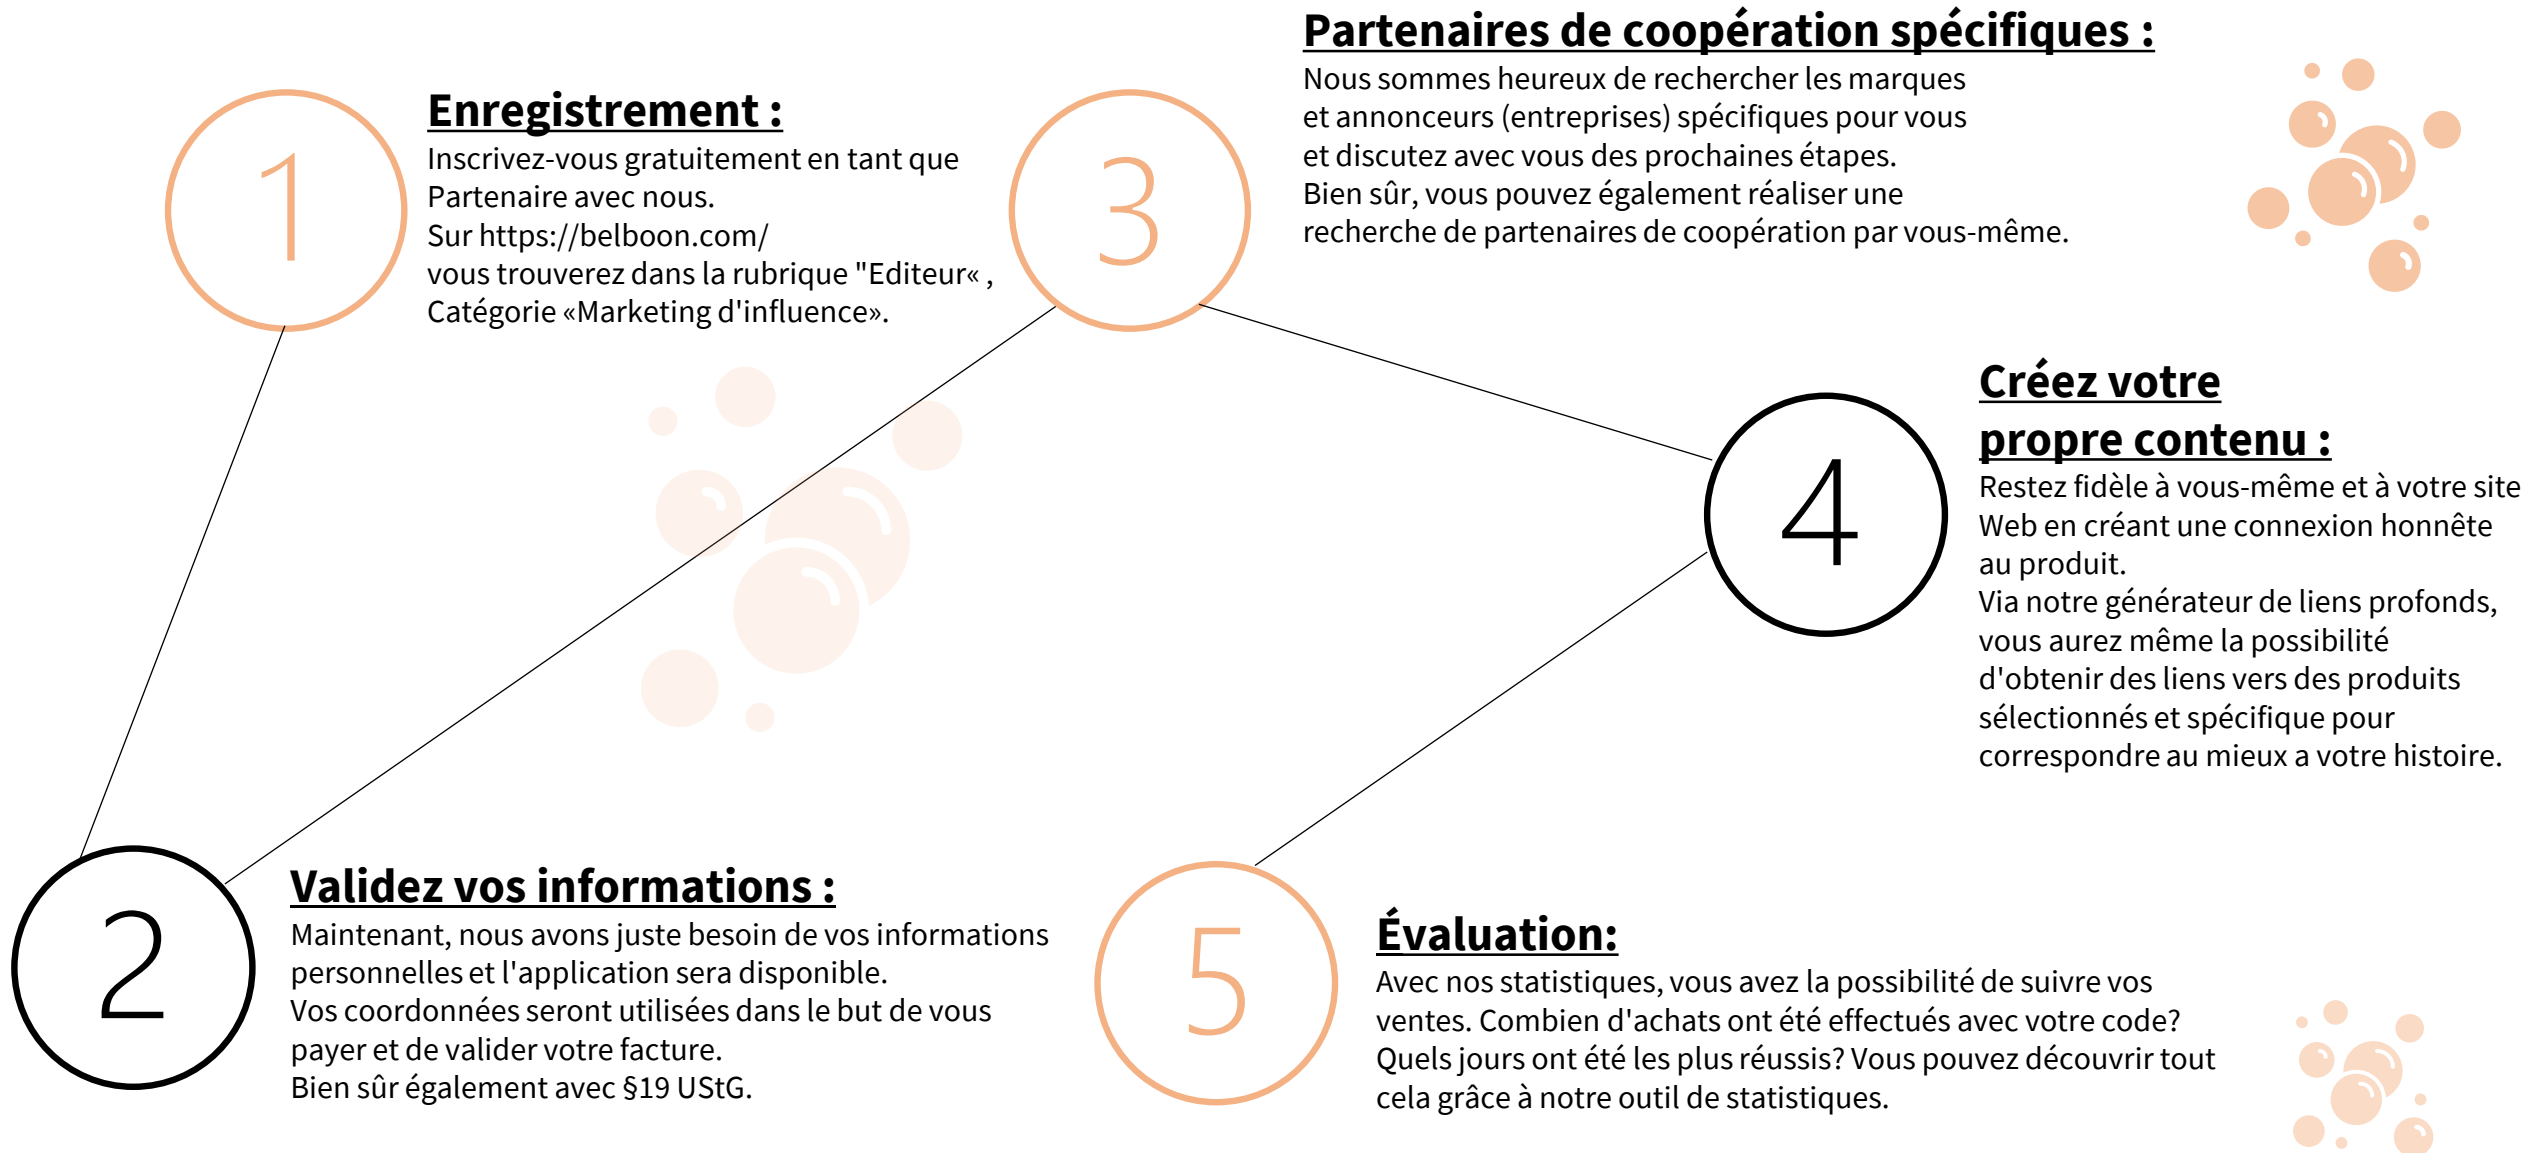 1
Enregistrement :
Inscrivez-vous gratuitement en tant que
Partenaire avec nous.
Sur https://belboon.com/
vous trouverez dans la rubrique "Editeur« ,
Catégorie «Marketing d'influence».
2
Validez vos informations :
Maintenant, nous avons juste besoin de vos informations
personnelles et l'application sera disponible.
Vos coordonnées seront utilisées dans le but de vous
payer et de valider votre facture.
Bien sûr également avec §19 UStG.
3
Partenaires de coopération spécifiques :
Nous sommes heureux de rechercher les marques
et annonceurs (entreprises) spécifiques pour vous
et discutez avec vous des prochaines étapes.
Bien sûr, vous pouvez également réaliser une
recherche de partenaires de coopération par vous-même.
4
Créez votre
propre contenu :
Restez fidèle à vous-même et à votre site
Web en créant une connexion honnête
au produit.
Via notre générateur de liens profonds,
vous aurez même la possibilité
d'obtenir des liens vers des produits
sélectionnés et spécifique pour
correspondre au mieux a votre histoire.
5
Évaluation:
Avec nos statistiques, vous avez la possibilité de suivre vos
ventes. Combien d'achats ont été effectués avec votre code?
Quels jours ont été les plus réussis? Vous pouvez découvrir tout
cela grâce à notre outil de statistiques.